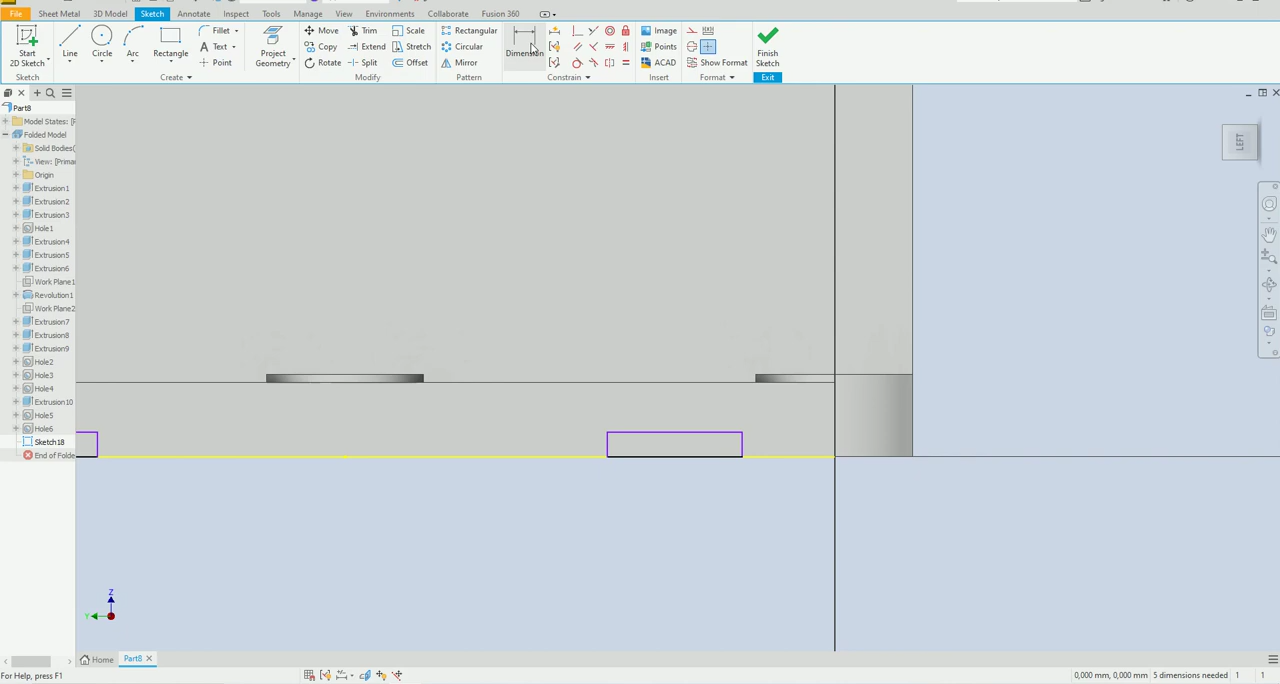 File Sheet Metal 3D Model Sketch Annotate Inspect Tools Manage View Environments Collaborate Fusion 360
Start
2D Sketch
Line
Circle
Arc
Rectangle
Fillet
Text
Point
Project
Geometry
Move
Copy
Rotate
Trim
Extend
Split
Scale
Stretch
Offset
Rectangular
Circular
Mirror
Dimension
Image
Points
ACAD
Show Format
Finish
Sketch
Sketch Create Modify Pattern Constrain Insert Format Exit
Part8
Model States: [F
Folded Model
Solid Bodies(
View: [Prima
Origin
Extrusion1
Extrusion2
Extrusion3
Hole1
Extrusion4
Extrusion5
Extrusion6
Work Plane1
Revolution1
Work Plane2
Extrusion7
Extrusion8
Extrusion9
Hole2
Hole3
Hole4
Extrusion10
Hole5
Hole6
Sketch18
End of Folde
LEFT
Z
Y
Home Part8
For Help, press F1 0,000 mm, 0,000 mm 5 dimensions needed 1 1